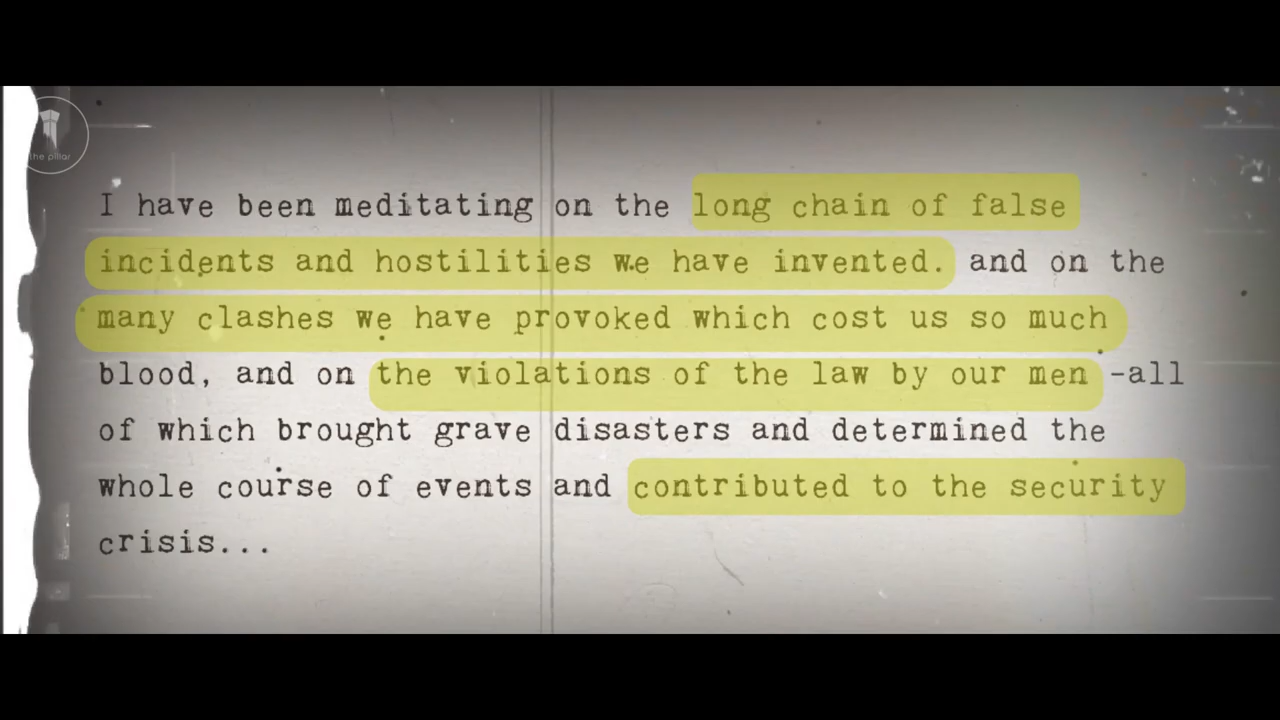 the pillar
I have been meditating on the long chain of false
incidents and hostilities we have invented. and on the
many clashes we have provoked which cost us so much
blood, and on the violations of the law by our men -all
of which brought grave disasters and determined the
whole course of events and contributed to the security
crisis...